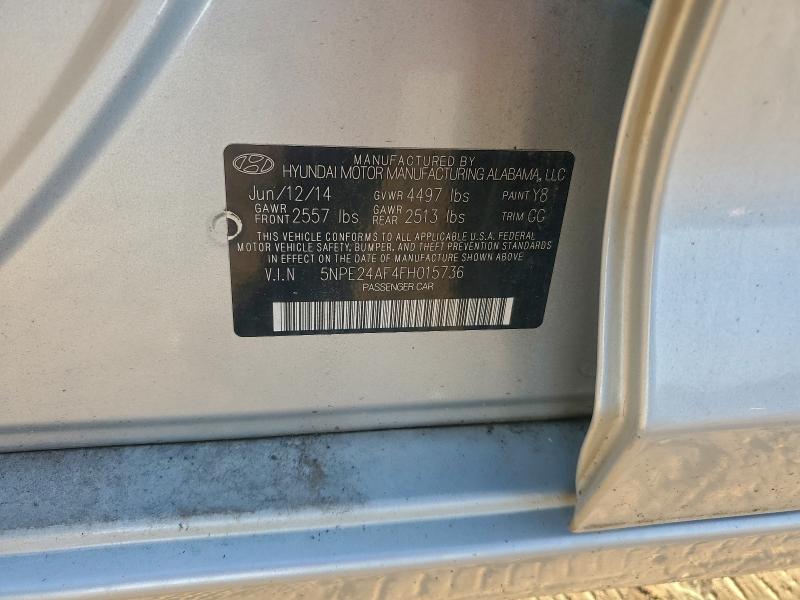 MANUFACTURED BY
HYUNDAI MOTOR MANUFACTURING ALABAMA, LLC
Jun/12/14 GVWR 4497 lbs PAINT Y8
GAWR FRONT 2557 lbs GAWR REAR 2513 lbs TRIM GG
THIS VEHICLE CONFORMS TO ALL APPLICABLE U.S.A. FEDERAL
MOTOR VEHICLE SAFETY, BUMPER, AND THEFT PREVENTION STANDARDS
IN EFFECT ON THE DATE OF MANUFACTURE SHOWN ABOVE
V.I.N 5NPE24AF4FH015736
PASSENGER CAR